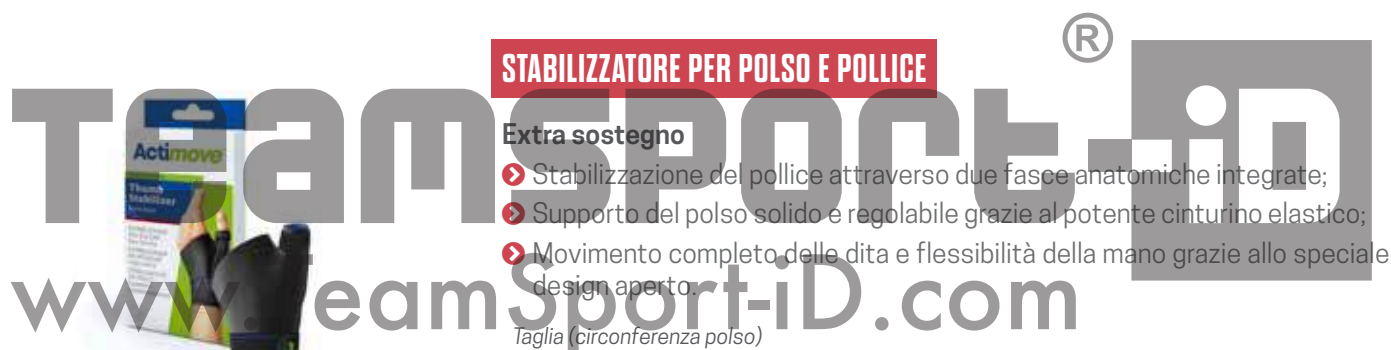 STABILIZZATORE PER POLSO E POLLICE
®
TeamSport-iD
Actimove
Thumb
Stabilizer
Extra sostegno
Stabilizzazione del pollice attraverso due fasce anatomiche integrate;
Supporto del polso solido e regolabile grazie al potente cinturino elastico;
Movimento completo delle dita e flessibilità della mano grazie allo speciale
design aperto.
www.TeamSport-iD.com
Taglia (circonferenza polso)